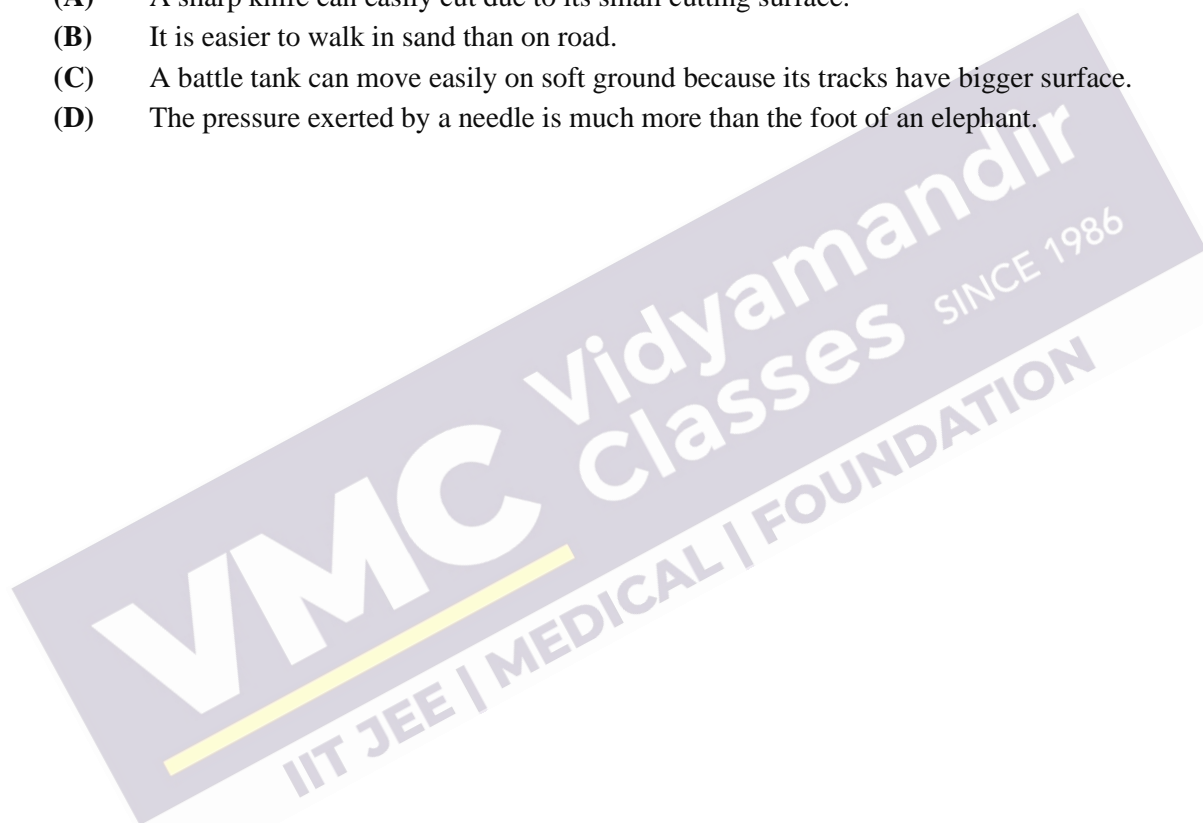 (A) A sharp knife can easily cut due to its small cutting surface.
(B) It is easier to walk in sand than on road.
(C) A battle tank can move easily on soft ground because its tracks have bigger surface.
(D) The pressure exerted by a needle is much more than the foot of an elephant.
VMC Vidyamandir Classes SINCE 1986
IIT JEE | MEDICAL | FOUNDATION